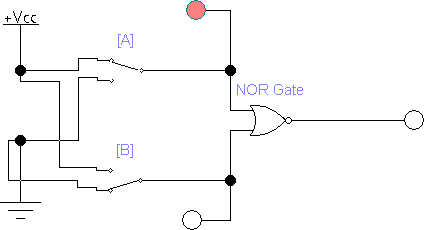 +Vcc
[A]
NOR Gate
[B]